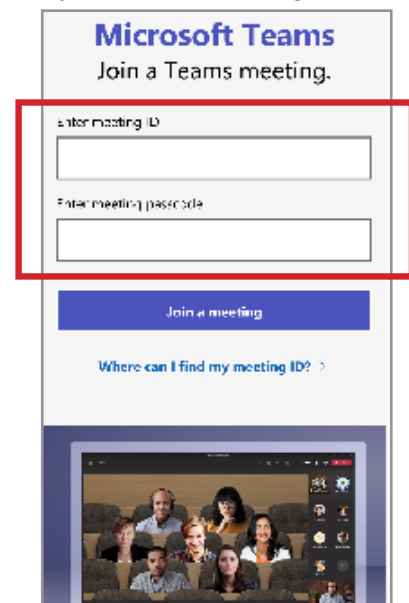 Microsoft Teams
Join a Teams meeting.
Enter meeting ID
Enter meeting passcode
Join a meeting
Where can I find my meeting ID? >